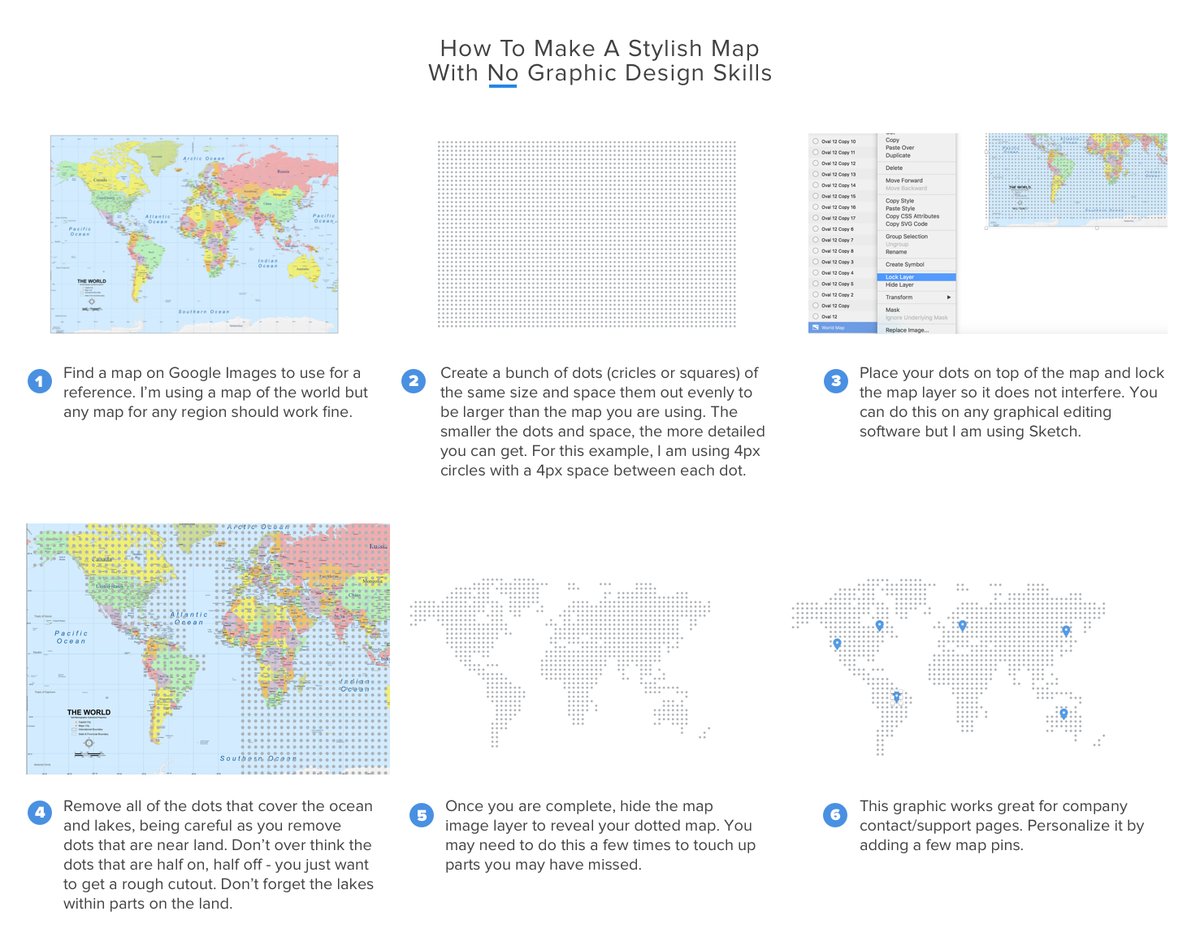 How To Make A Stylish Map
With No Graphic Design Skills
Arctic Ocean
Canada
Russia
China
Atlantic
Ocean
Pacific
Ocean
Pacific
Ocean
Indian
Ocean
Australia
THE WORLD
Southern Ocean
Oval 12 Copy 10
Oval 12 Copy 11
Oval 12 Copy 12
Oval 12 Copy 13
Oval 12 Copy 14
Oval 12 Copy 15
Oval 12 Copy 16
Oval 12 Copy 17
Oval 12 Copy 6
Oval 12 Copy 7
Oval 12 Copy 8
Oval 12 Copy 3
Oval 12 Copy 4
Oval 12 Copy 5
Oval 12 Copy 2
Oval 12 Copy
Oval 12
World Map
Copy
Paste Over
Duplicate
Delete
Move Forward
Move Backward
Copy Style
Paste Style
Copy CSS Attributes
Copy SVG Code
Group Selection
Ungroup
Rename
Create Symbol
Lock Layer
Hide Layer
Transform
Mask
Ignore Underlying Mask
Replace Image...
THE WORLD
1
Find a map on Google Images to use for a
reference. I'm using a map of the world but
any map for any region should work fine.
2
Create a bunch of dots (cricles or squares) of
the same size and space them out evenly to
be larger than the map you are using. The
smaller the dots and space, the more detailed
you can get. For this example, I am using 4px
circles with a 4px space between each dot.
3
Place your dots on top of the map and lock
the map layer so it does not interfere. You
can do this on any graphical editing
software but I am using Sketch.
Arctic Ocean
Canada
Russia
United States
China
Atlantic
Ocean
Pacific
Ocean
Indian
Ocean
THE WORLD
Southern Ocean
4
Remove all of the dots that cover the ocean
and lakes, being careful as you remove
dots that are near land. Don't over think the
dots that are half on, half off - you just want
to get a rough cutout. Don't forget the lakes
within parts on the land.
5
Once you are complete, hide the map
image layer to reveal your dotted map. You
may need to do this a few times to touch up
parts you may have missed.
6
This graphic works great for company
contact/support pages. Personalize it by
adding a few map pins.